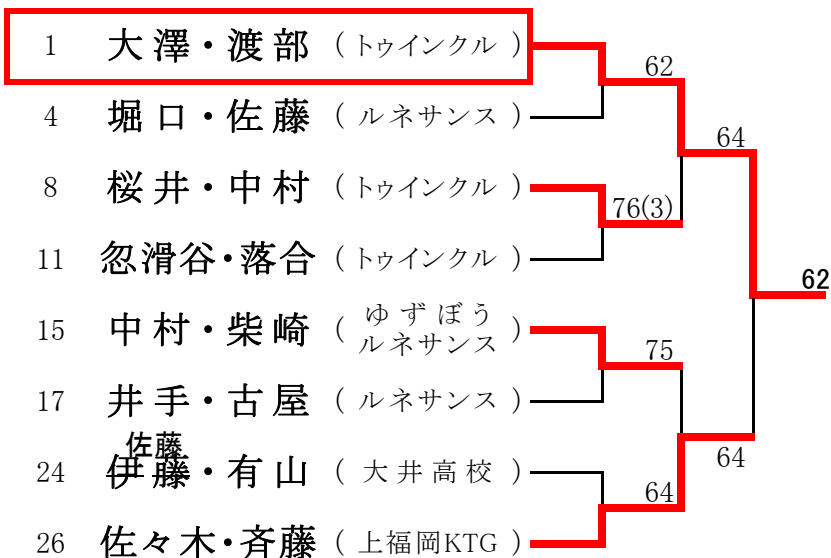 1 大澤・渡部 (トゥインクル)
62
4 堀口・佐藤 (ルネサンス)
64
8 桜井・中村 (トゥインクル)
76(3)
11 忍滑谷・落合 (トゥインクル)
62
15 中村・柴崎 (ゆずぼう
ルネサンス)
75
17 井手・古屋 (ルネサンス)
佐藤
24 伊藤・有山 (大井高校)
64
64
26 佐々木・斉藤 (上福岡KTG)